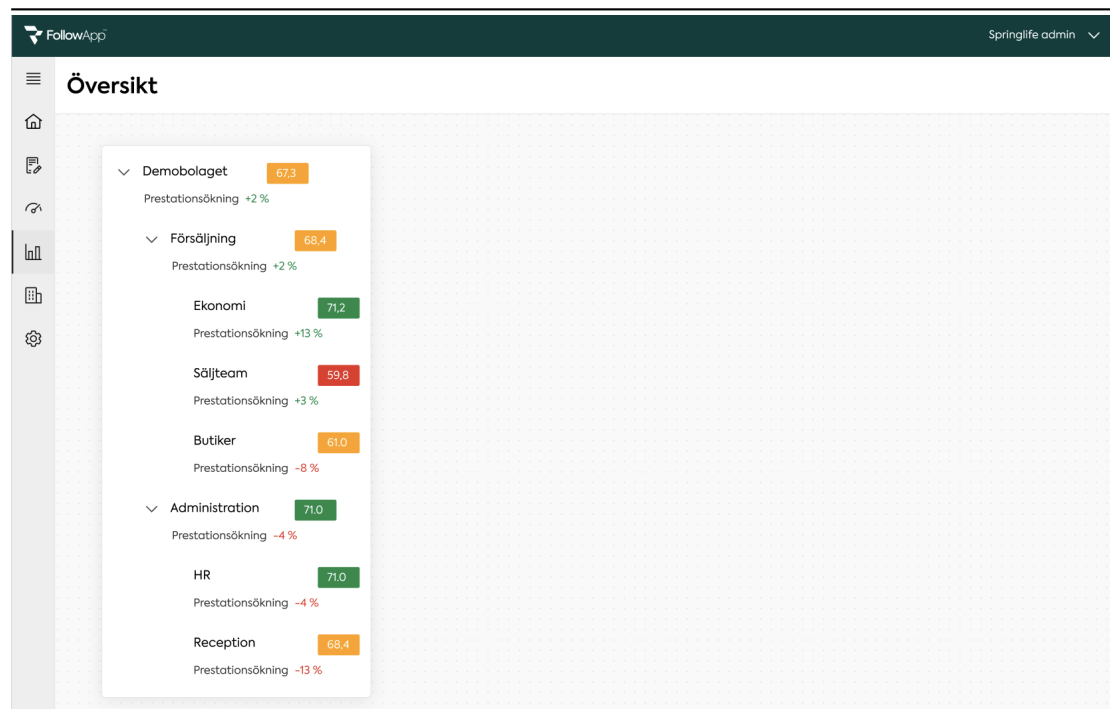 FollowApp™
Springlife admin
Översikt
Demobolaget 67,3
Prestationsökning +2 %
Försäljning 68,4
Prestationsökning +2 %
Ekonomi 71,2
Prestationsökning +13 %
Säljteam 59,8
Prestationsökning +3 %
Butiker 61.0
Prestationsökning -8 %
Administration 71.0
Prestationsökning -4 %
HR 71.0
Prestationsökning -4 %
Reception 68,4
Prestationsökning -13 %